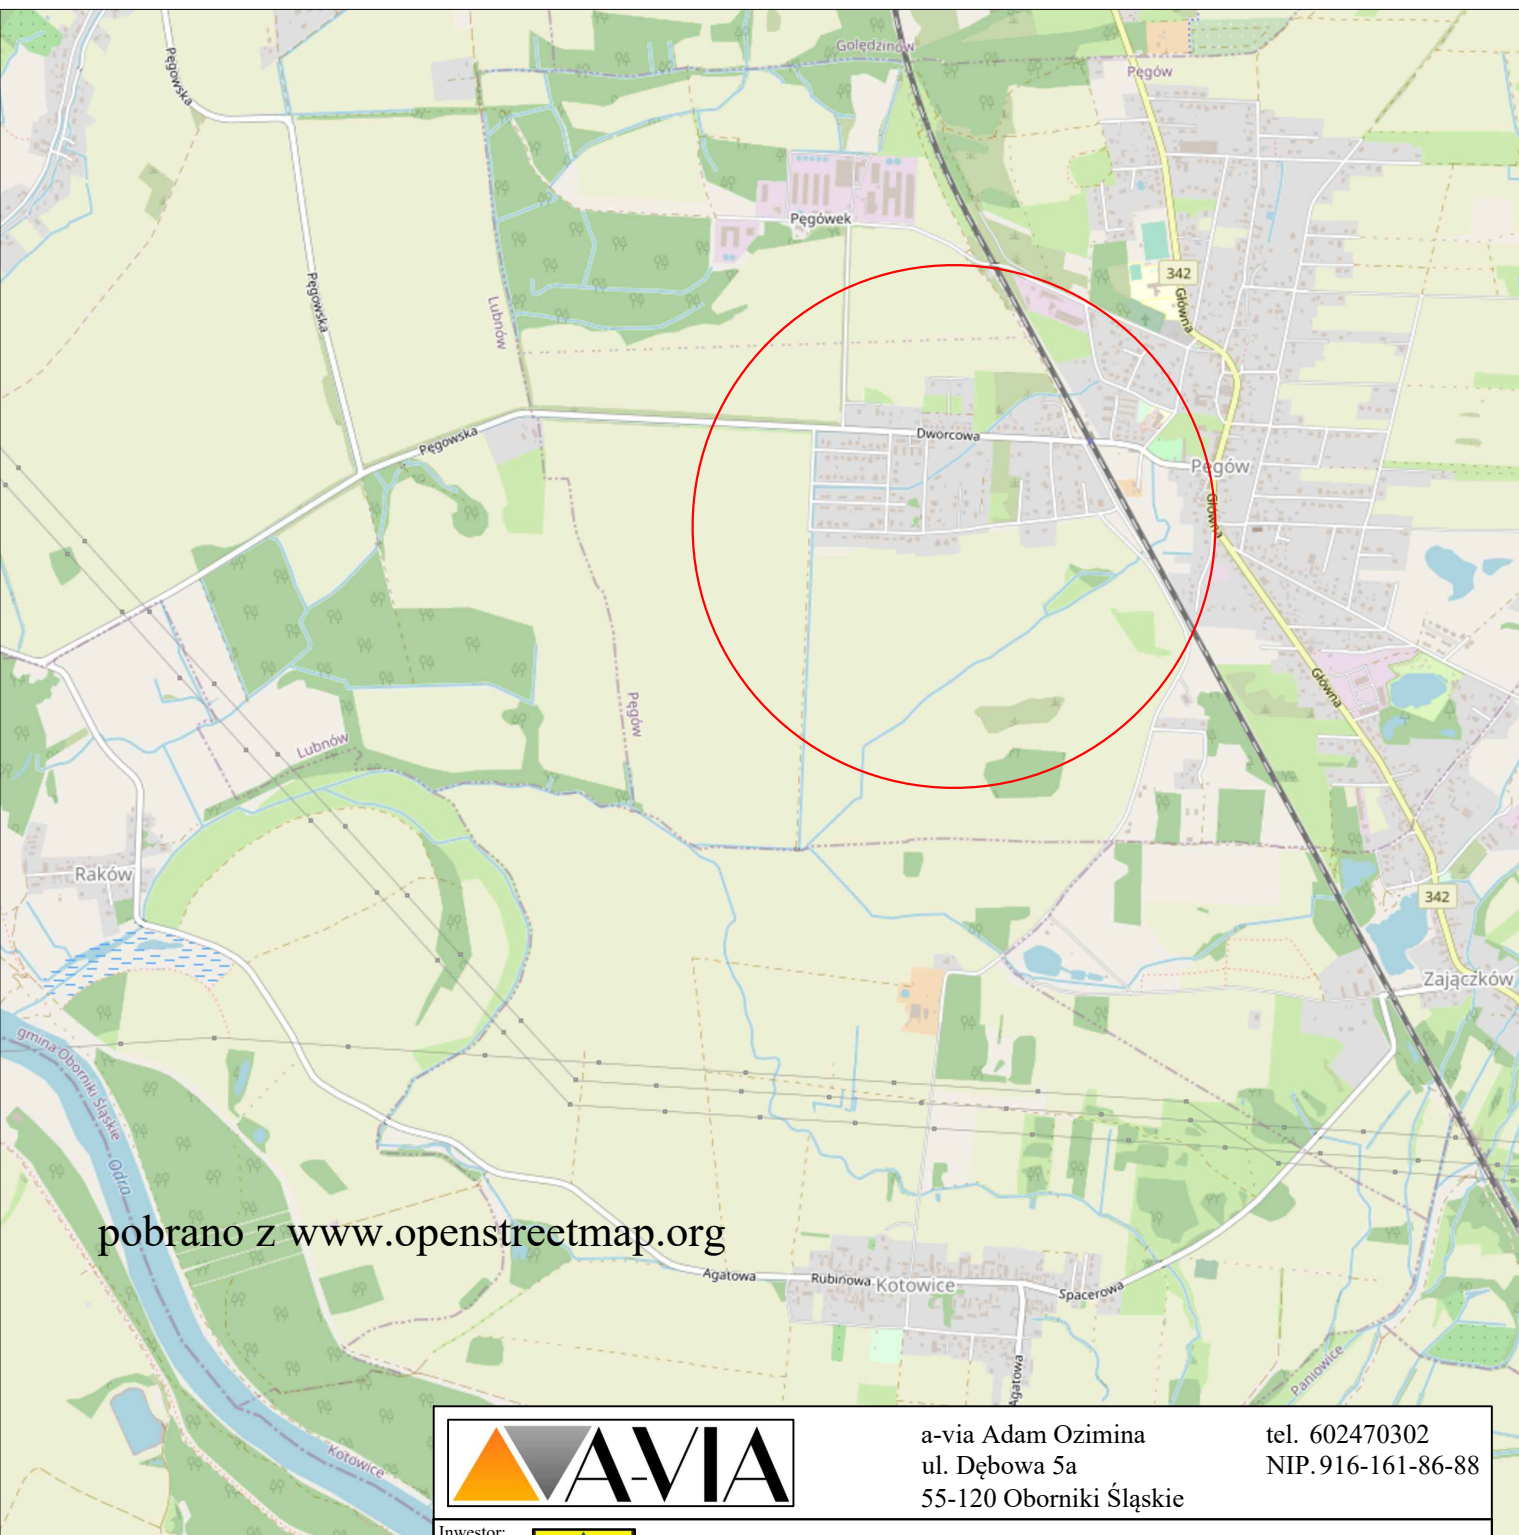 Golędzinów
Pęgów
Pęgowska
Pęgówek
342
Główna
Pęgowska
Lubnów
Dworcowa
Pęgowska
Pęgów
Główna
Główna
Pęgów
Lubnów
Raków
342
Zajączków
gmina Oborniki Śląskie
Odra
pobrano z www.openstreetmap.org
Agatowa
Rubinowa
Kotowice
Spacerowa
Agatowa
Paniowice
Kotowice
A-VIA
a-via Adam Ozimina
ul. Dębowa 5a
55-120 Oborniki Śląskie
tel. 602470302
NIP.916-161-86-88
Inwestor: